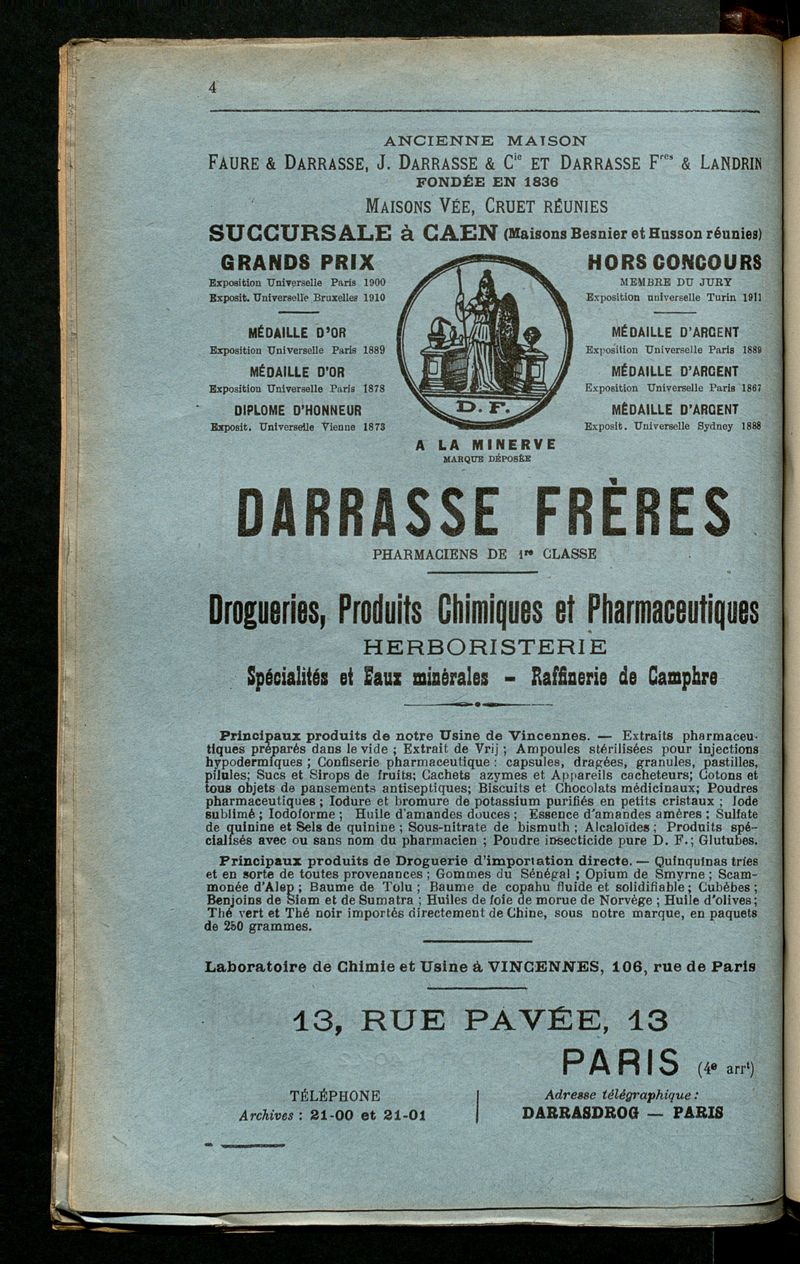 4
ANCIENNE MAISON
FAURE & DARRASSE, J. DARRASSE & Cie ET DARRASSE Fres & LANDRIN
FONDÉE EN 1836
MAISONS VÉE, CRUET RÉUNIES
SUCCURSALE à CAEN (Maisons Besnier et Husson réunies)
GRANDS PRIX
Exposition Universelle Paris 1900
Exposit. Universelle Bruxelles 1910
MÉDAILLE D'OR
Exposition Universelle Paris 1889
MÉDAILLE D'OR
Exposition Universelle Paris 1878
DIPLOME D'HONNEUR
Exposit. Universelle Vienne 1873
D. F.
A LA MINERVE
MARQUE DÉPOSÉE
HORS CONCOURS
MEMBRE DU JURY
Exposition universelle Turin 1911
MÉDAILLE D'ARGENT
Exposition Universelle Paris 1889
MÉDAILLE D'ARGENT
Exposition Universelle Paris 1867
MÉDAILLE D'ARGENT
Exposit. Universelle Sydney 1888
DARRASSE FRÈRES
PHARMACIENS DE 1re CLASSE
Drogueries, Produits Chimiques et Pharmaceutiques
HERBORISTERIE
Spécialités et Eaux minérales - Raffinerie de Camphre
Principaux produits de notre Usine de Vincennes. — Extraits pharmaceu-
tiques préparés dans le vide ; Extrait de Vrij ; Ampoules stérilisées pour injections
hypodermiques ; Confiserie pharmaceutique : capsules, dragées, granules, pastilles,
pilules; Sucs et Sirops de fruits; Cachets azymes et Appareils cacheteurs; Cotons et
tous objets de pansements antiseptiques; Biscuits et Chocolats médicinaux; Poudres
pharmaceutiques ; Iodure et bromure de potassium purifiés en petits cristaux ; Iode
sublimé ; Iodoforme ; Huile d'amandes douces ; Essence d'amandes amères ; Sulfate
de quinine et Sels de quinine ; Sous-nitrate de bismuth ; Alcaloïdes ; Produits spé-
cialisés avec ou sans nom du pharmacien ; Poudre insecticide pure D. F.; Glutubes.
Principaux produits de Droguerie d'importation directe. — Quinquinas triés
et en sorte de toutes provenances ; Gommes du Sénégal ; Opium de Smyrne ; Scam-
monée d'Alep ; Baume de Tolu ; Baume de copahu fluide et solidifiable; Cubèbes ;
Benjoins de Siam et de Sumatra ; Huiles de foie de morue de Norvège ; Huile d'olives;
Thé vert et Thé noir importés directement de Chine, sous notre marque, en paquets
de 250 grammes.
Laboratoire de Chimie et Usine à VINCENNES, 106, rue de Paris
13, RUE PAVÉE, 13
PARIS (4e arrt)
TÉLÉPHONE
Archives : 21-00 et 21-01
Adresse télégraphique :
DARRASDROG — PARIS